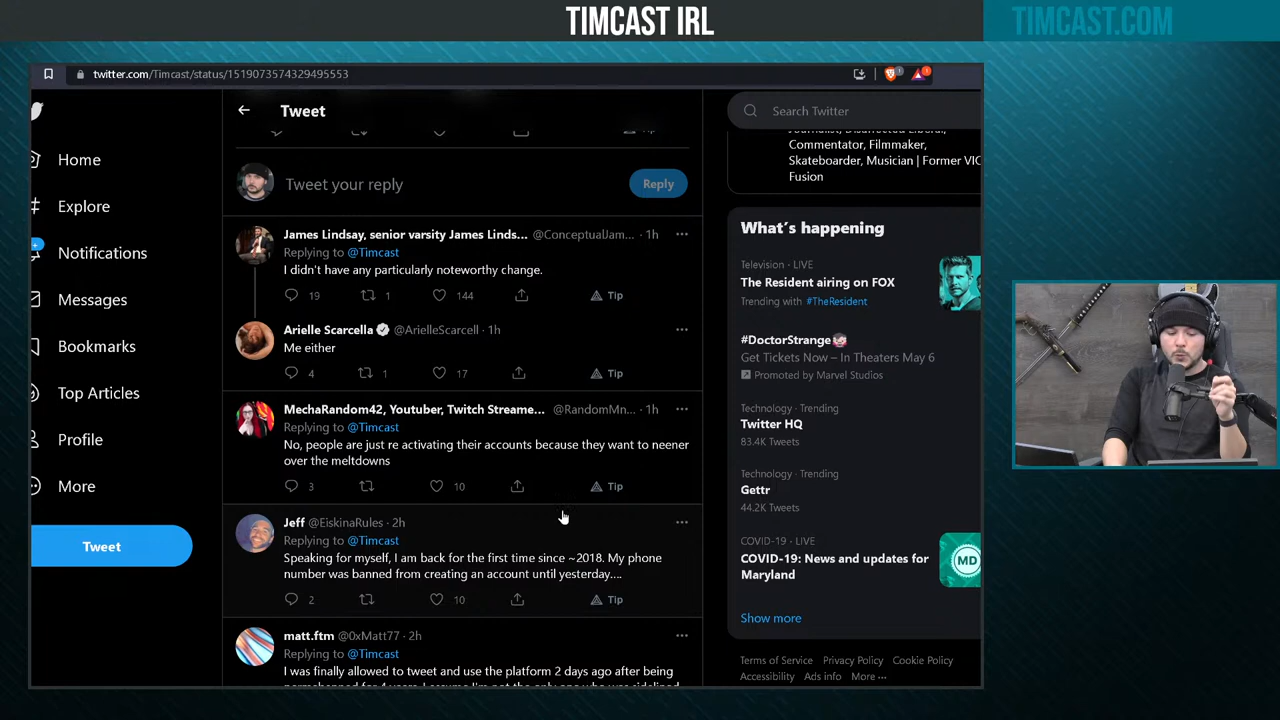 TIMCAST IRL
TIMCAST.COM
twitter.com/Timcast/status/1519073574329495553
Tweet
Search Twitter
Home
Explore
Notifications
Messages
Bookmarks
Top Articles
Profile
More
Tweet
Tweet your reply
Reply
James Lindsay, senior varsity James Linds... @ConceptualJam... · 1h
Replying to @Timcast
I didn't have any particularly noteworthy change.
19 1 144 Tip
Arielle Scarcella @ArielleScarcell · 1h
Me either
4 1 17 Tip
MechaRandom42, Youtuber, Twitch Streame... @RandomMn... · 1h
Replying to @Timcast
No, people are just re activating their accounts because they want to neener
over the meltdowns
3 10 Tip
Jeff @EiskinaRules · 2h
Replying to @Timcast
Speaking for myself, I am back for the first time since ~2018. My phone
number was banned from creating an account until yesterday....
2 10 Tip
matt.ftm @0xMatt77 · 2h
Replying to @Timcast
I was finally allowed to tweet and use the platform 2 days ago after being
Commentator, Filmmaker,
Skateboarder, Musician | Former VIC
Fusion
What's happening
Television · LIVE
The Resident airing on FOX
Trending with #TheResident
#DoctorStrange
Get Tickets Now – In Theaters May 6
Promoted by Marvel Studios
Technology · Trending
Twitter HQ
83.4K Tweets
Technology · Trending
Gettr
44.2K Tweets
COVID-19 · LIVE
COVID-19: News and updates for
Maryland
MD
Show more
Terms of Service Privacy Policy Cookie Policy
Accessibility Ads info More ···